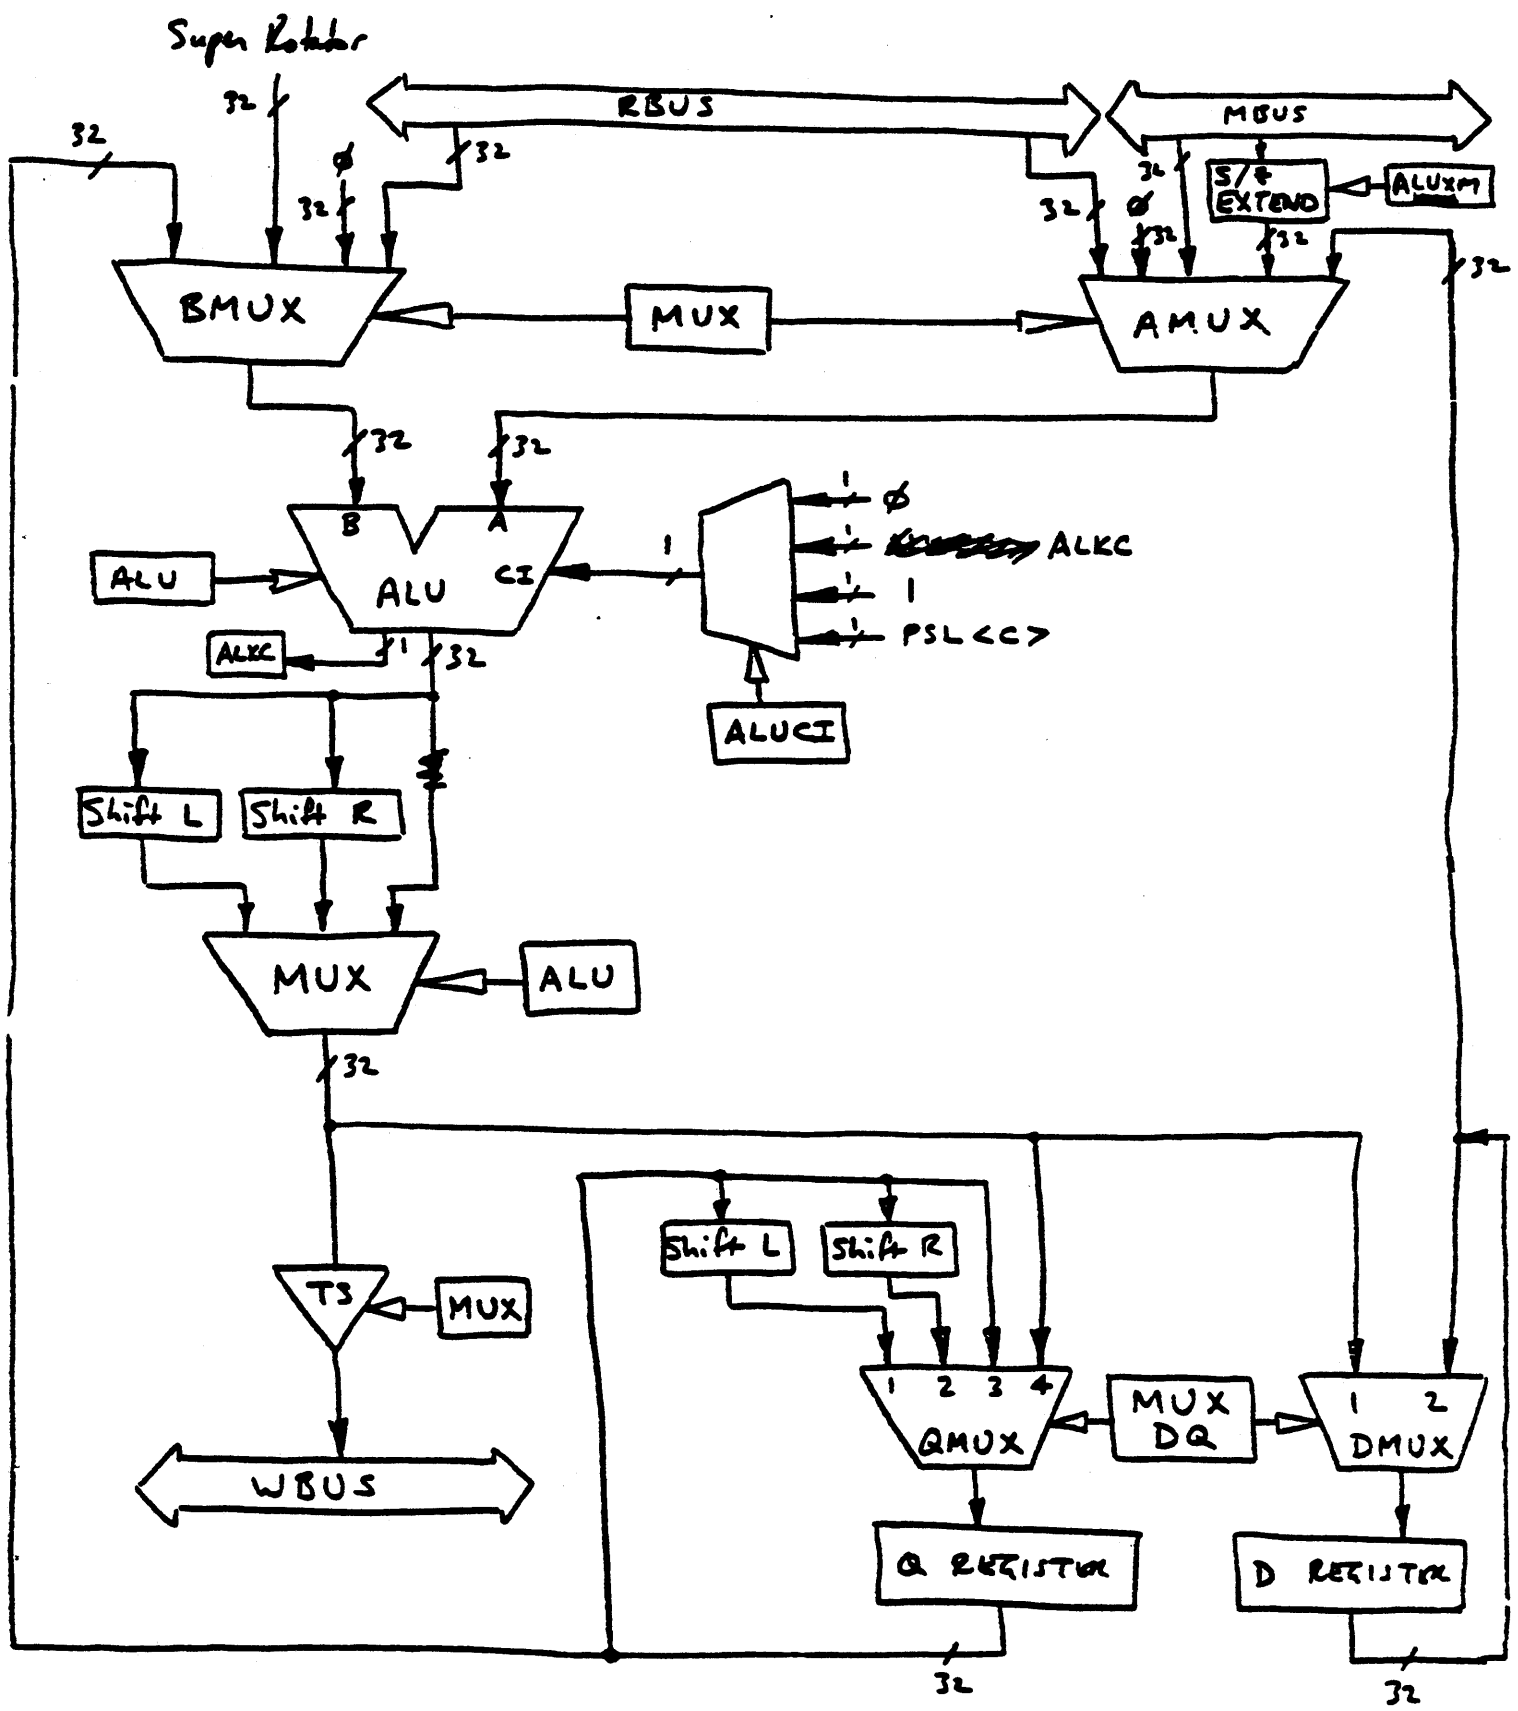 Super Rotator
32
RBUS
MBUS
32
32
ø
32
32
32
ø
32
32
S/Z
EXTEND
ALUXM
32
32
BMUX
MUX
AMUX
32
32
B
A
CI
ALU
ALU
1
1
ø
1
ALKC
1
1
1
PSL<C>
ALKC
1
32
ALUCI
Shift L
Shift R
MUX
ALU
32
Shift L
Shift R
TS
MUX
1 2 3 4
QMUX
MUX
DQ
1 2
DMUX
WBUS
Q REGISTER
D REGISTER
32
32